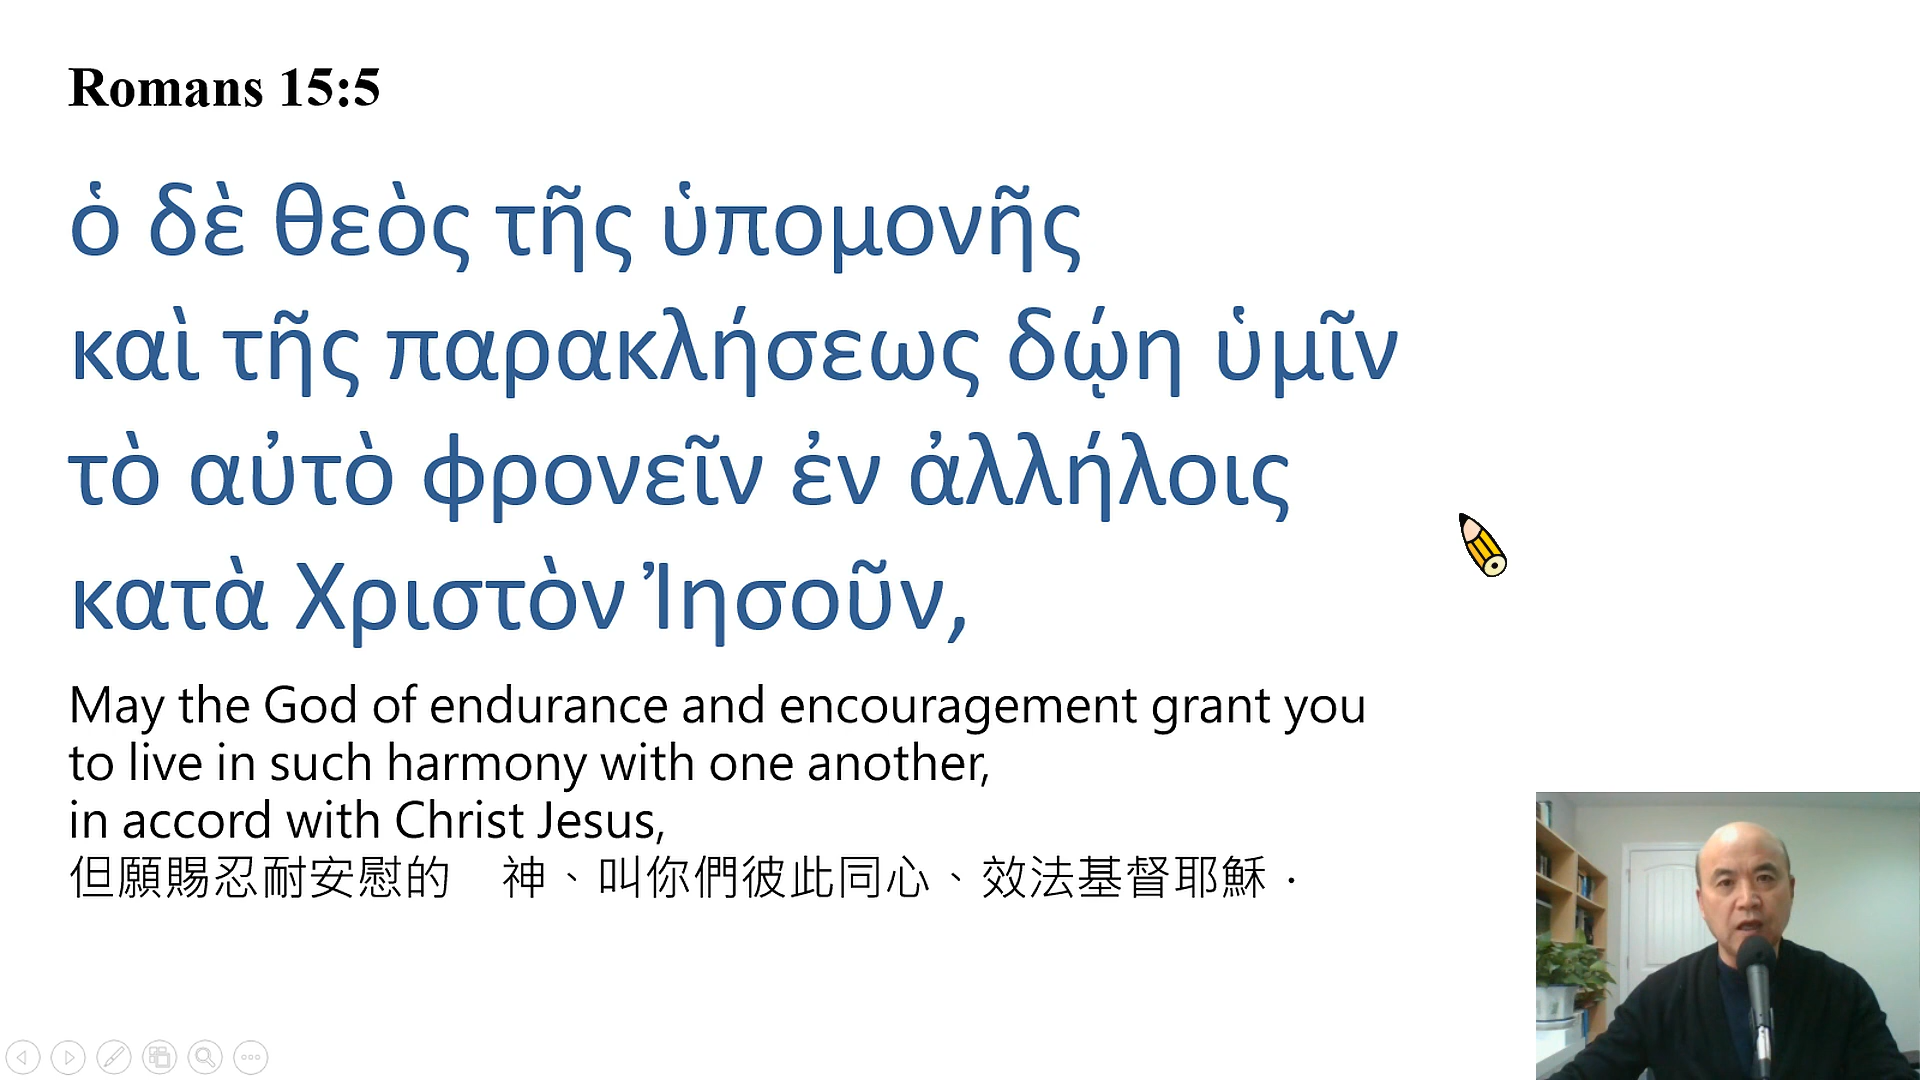 Romans 15:5
ὁ δὲ θεὸς τῆς ὑπομονῆς
καὶ τῆς παρακλήσεως δῴη ὑμῖν
τὸ αὐτὸ φρονεῖν ἐν ἀλλήλοις
κατὰ Χριστὸν Ἰησοῦν,
May the God of endurance and encouragement grant you
to live in such harmony with one another,
in accord with Christ Jesus,
但願賜忍耐安慰的　神、叫你們彼此同心、效法基督耶穌．